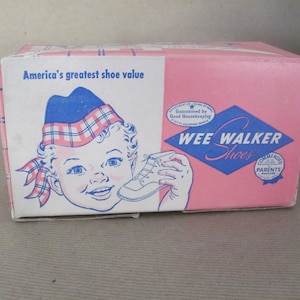 America's greatest shoe value
Guaranteed by
Good Housekeeping
WEE WALKER
Shoes
PARENTS